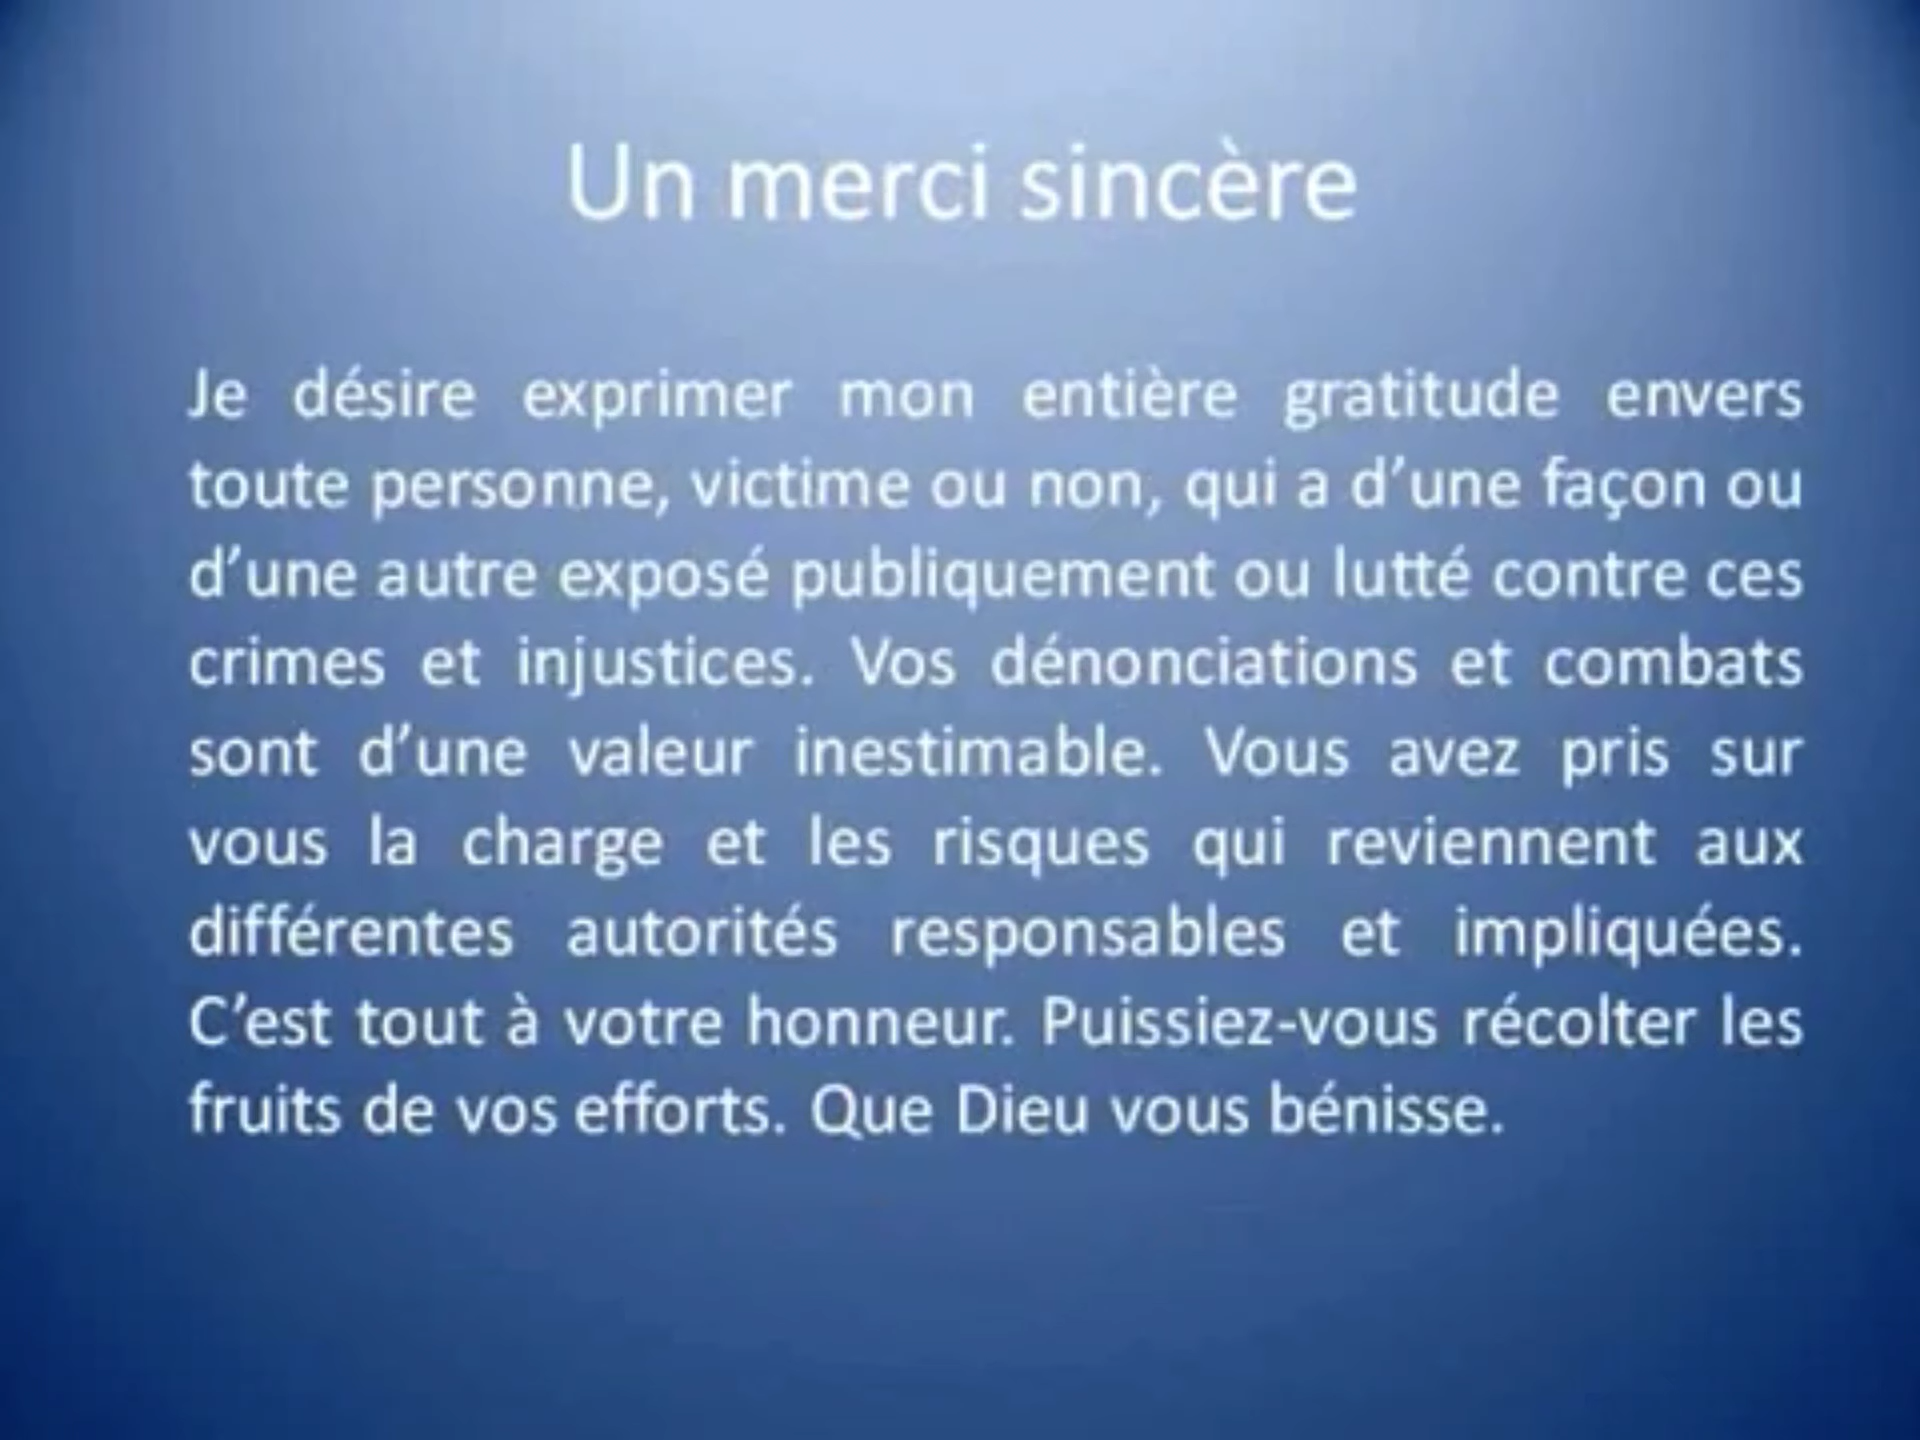 Un merci sincère
Je désire exprimer mon entière gratitude envers
toute personne, victime ou non, qui a d’une façon ou
d’une autre exposé publiquement ou lutté contre ces
crimes et injustices. Vos dénonciations et combats
sont d’une valeur inestimable. Vous avez pris sur
vous la charge et les risques qui reviennent aux
différentes autorités responsables et impliquées.
C’est tout à votre honneur. Puissiez-vous récolter les
fruits de vos efforts. Que Dieu vous bénisse.